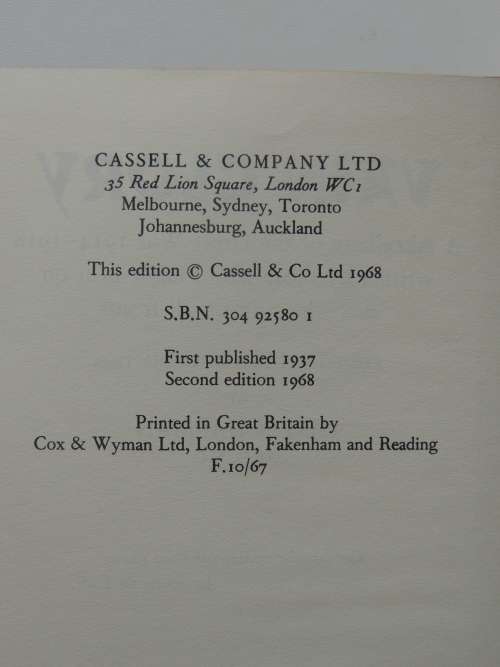 CASSELL & COMPANY LTD
35 Red Lion Square, London WC1
Melbourne, Sydney, Toronto
Johannesburg, Auckland
This edition © Cassell & Co Ltd 1968
S.B.N. 304 92580 1
First published 1937
Second edition 1968
Printed in Great Britain by
Cox & Wyman Ltd, London, Fakenham and Reading
F.10/67